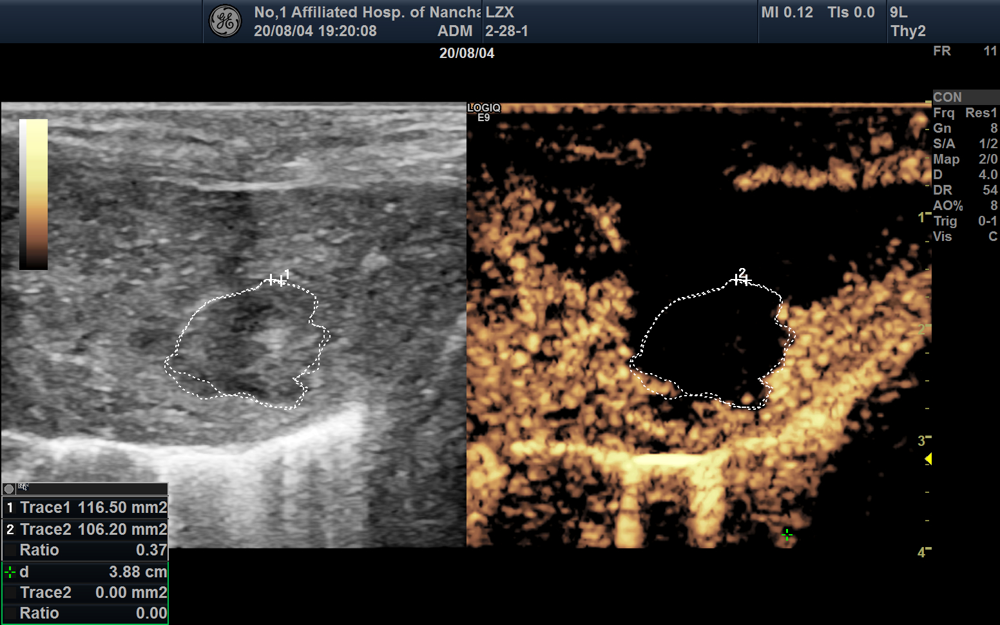 No,1 Affiliated Hosp. of Nancha
20/08/04 19:20:08 ADM
LZX
2-28-1
MI 0.12 TIs 0.0
9L
Thy2
20/08/04
FR 11
LOGIQ
E9
CON
Frq Res1
Gn 8
S/A 1/2
Map 2/0
D 4.0
DR 54
AO% 8
Trig 0-1
Vis C
1
2
1
2
3
4
1 Trace1 116.50 mm2
2 Trace2 106.20 mm2
Ratio 0.37
d 3.88 cm
Trace2 0.00 mm2
Ratio 0.00